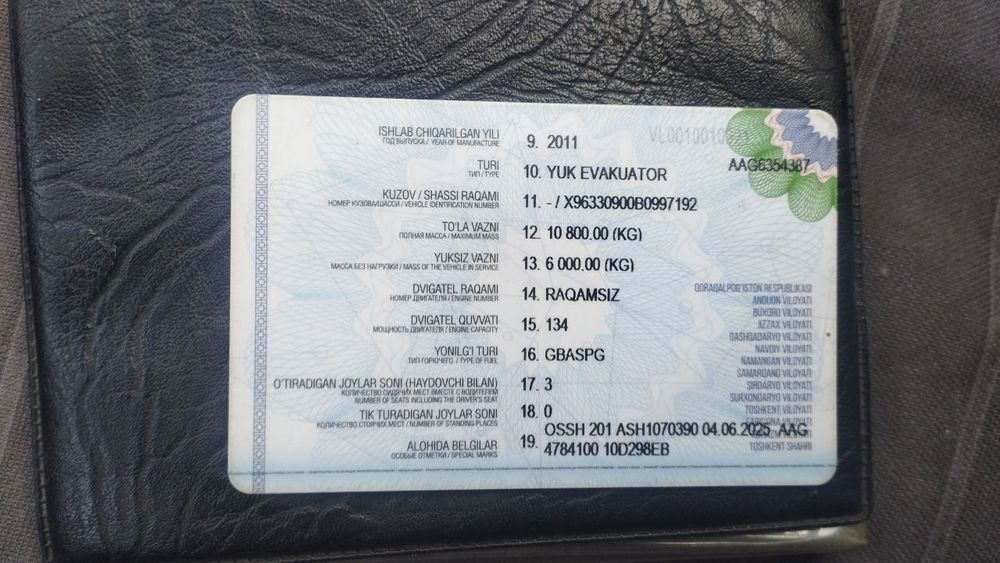 VL0010010
AAG6354387
ISHLAB CHIQARILGAN YILI
ГОД ВЫПУСКА / YEAR OF MANUFACTURE
9. 2011
TURI
ТИП / TYPE
10. YUK EVAKUATOR
KUZOV / SHASSI RAQAMI
НОМЕР КУЗОВА/ШАССИ / VEHICLE IDENTIFICATION NUMBER
11. - / X96330900B0997192
TO'LA VAZNI
ПОЛНАЯ МАССА / MAXIMUM MASS
12. 10 800.00 (KG)
YUKSIZ VAZNI
МАССА БЕЗ НАГРУЗКИ / MASS OF THE VEHICLE IN SERVICE
13. 6 000.00 (KG)
DVIGATEL RAQAMI
НОМЕР ДВИГАТЕЛЯ / ENGINE NUMBER
14. RAQAMSIZ
DVIGATEL QUVVATI
МОЩНОСТЬ ДВИГАТЕЛЯ / ENGINE CAPACITY
15. 134
YONILG'I TURI
ТИП ГОРЮЧЕГО / TYPE OF FUEL
16. GBASPG
O'TIRADIGAN JOYLAR SONI (HAYDOVCHI BILAN)
КОЛИЧЕСТВО СИДЯЧИХ МЕСТ ВМЕСТЕ С ВОДИТЕЛЕМ
NUMBER OF SEATS INCLUDING THE DRIVER'S SEAT
17. 3
TIK TURADIGAN JOYLAR SONI
КОЛИЧЕСТВО СТОЯЧИХ МЕСТ / NUMBER OF STANDING PLACES
18. 0
ALOHIDA BELGILAR
ОСОБЫЕ ОТМЕТКИ / SPECIAL MARKS
19. OSSH 201 ASH1070390 04.06.2025 AAG
4784100 10D298EB
QORAQALPOG'ISTON RESPUBLIKASI
ANDIJON VILOYATI
BUXORO VILOYATI
JIZZAX VILOYATI
QASHQADARYO VILOYATI
NAVOIY VILOYATI
NAMANGAN VILOYATI
SAMARQAND VILOYATI
SIRDARYO VILOYATI
SURXONDARYO VILOYATI
TOSHKENT VILOYATI
TOSHKENT SHAHRI